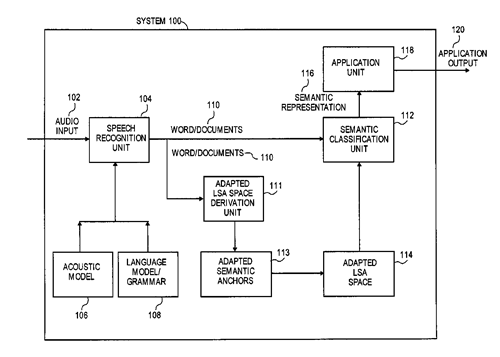 SYSTEM 100
120
118
APPLICATION
UNIT
APPLICATION
OUTPUT
116
SEMANTIC
REPRESENTATION
102
104
110
112
AUDIO
INPUT
SPEECH
RECOGNITION
UNIT
WORD/DOCUMENTS
SEMANTIC
CLASSIFICATION
UNIT
WORD/DOCUMENTS
110
ADAPTED
LSA SPACE
DERIVATION
UNIT
111
ACOUSTIC
MODEL
LANGUAGE
MODEL/
GRAMMAR
ADAPTED
SEMANTIC
ANCHORS
113
ADAPTED
LSA
SPACE
114
106
108